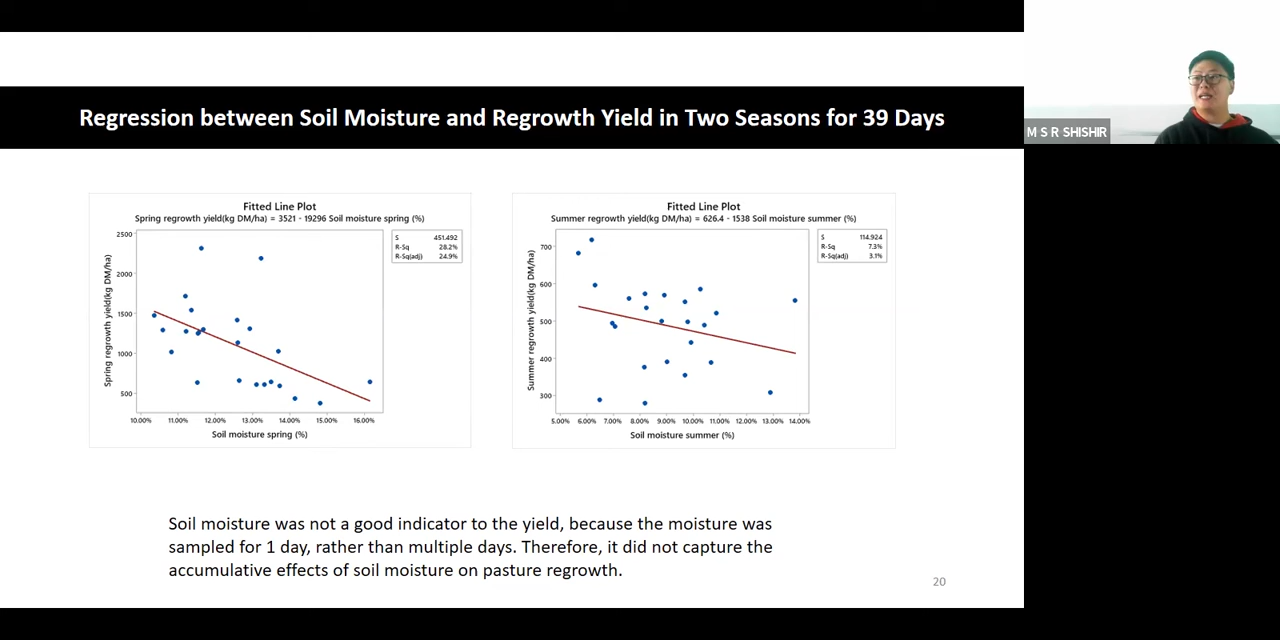 Regression between Soil Moisture and Regrowth Yield in Two Seasons for 39 Days
M S R SHISHIR
Fitted Line Plot
Spring regrowth yield(kg DM/ha) = 3521 - 19296 Soil moisture spring (%)
S 451.492
R-Sq 28.2%
R-Sq(adj) 24.9%
Spring regrowth yield(kg DM/ha)
2500
2000
1500
1000
500
10.00% 11.00% 12.00% 13.00% 14.00% 15.00% 16.00%
Soil moisture spring (%)
Fitted Line Plot
Summer regrowth yield(kg DM/ha) = 626.4 - 1538 Soil moisture summer (%)
S 114.924
R-Sq 7.3%
R-Sq(adj) 3.1%
Summer regrowth yield(kg DM/ha)
700
600
500
400
300
5.00% 6.00% 7.00% 8.00% 9.00% 10.00% 11.00% 12.00% 13.00% 14.00%
Soil moisture summer (%)
Soil moisture was not a good indicator to the yield, because the moisture was
sampled for 1 day, rather than multiple days. Therefore, it did not capture the
accumulative effects of soil moisture on pasture regrowth.
20